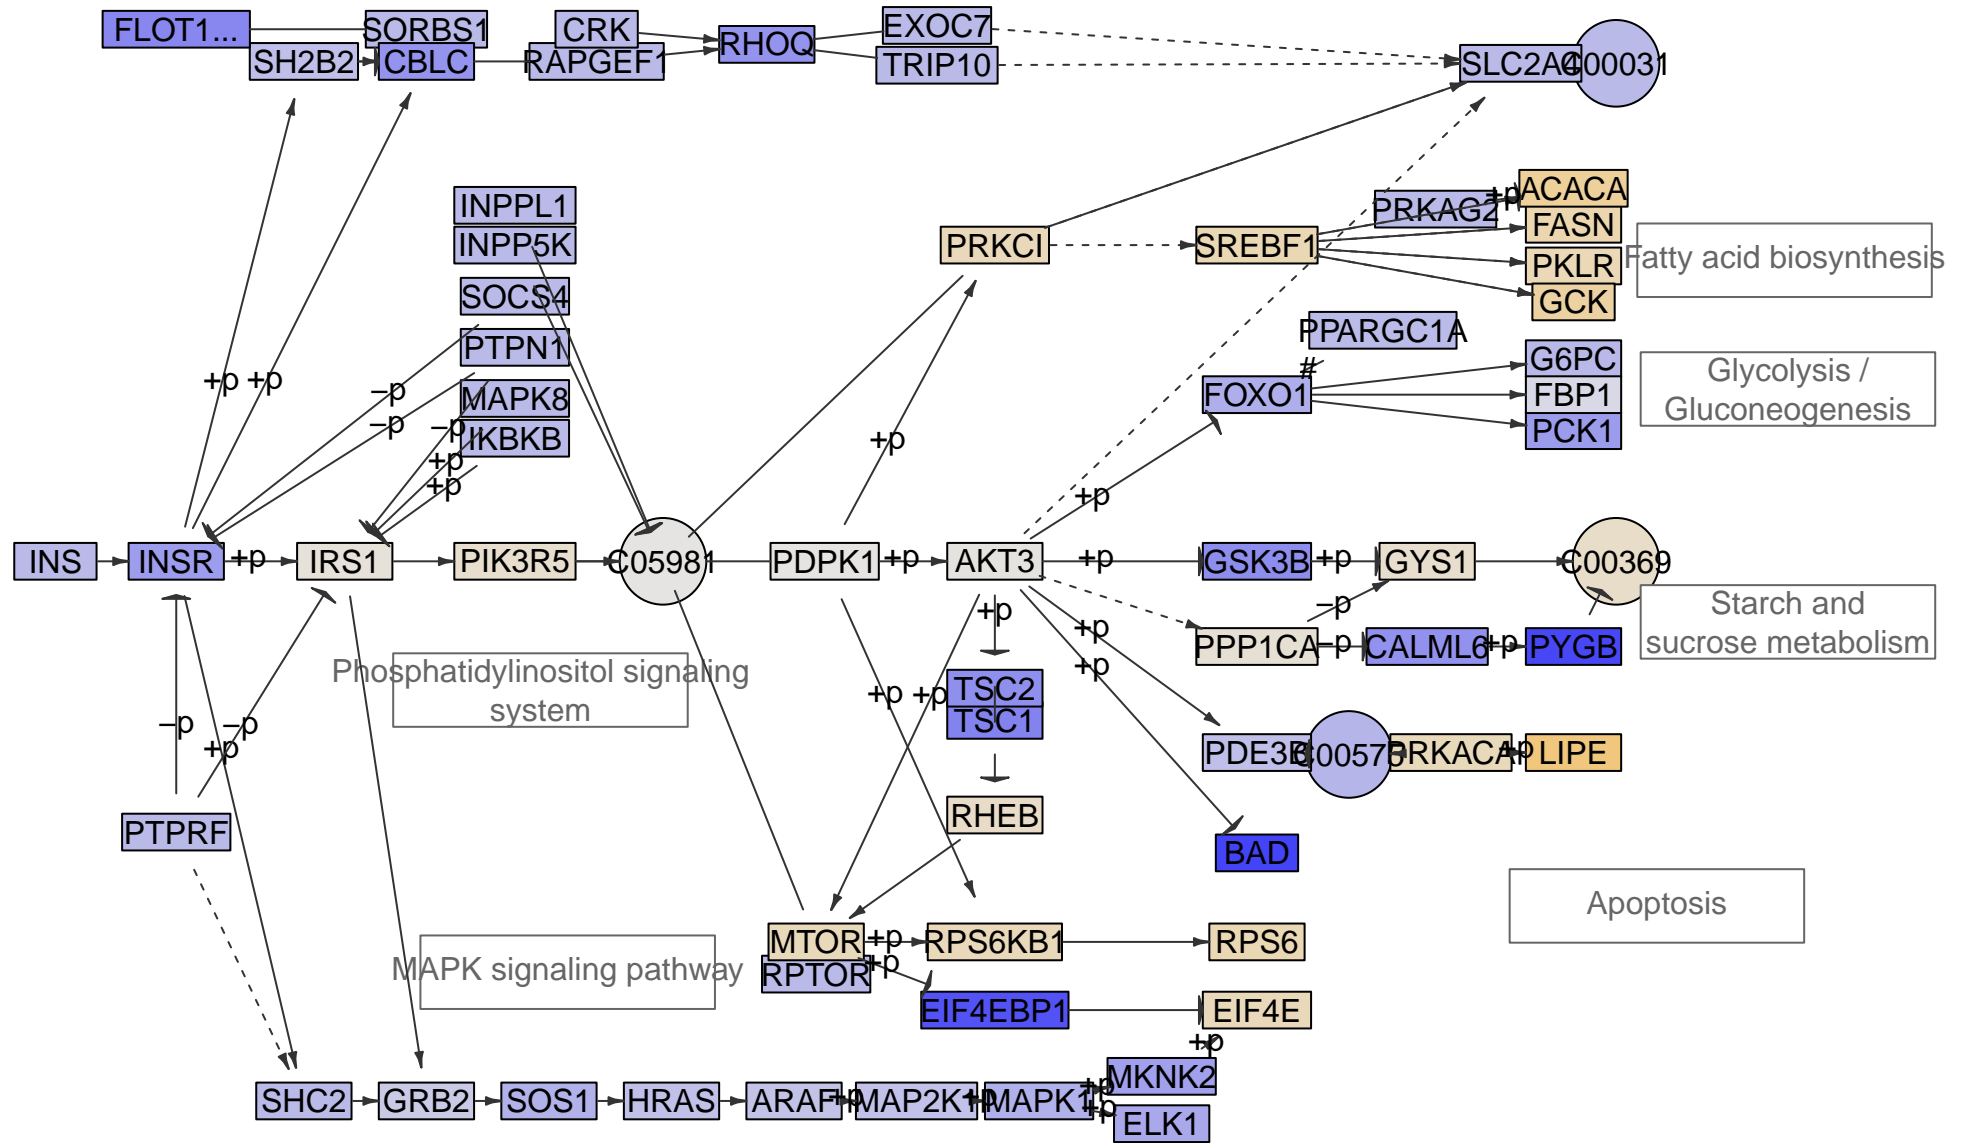 FLOT1...
SORBS1
CRK
RHOQ
EXOC7
SH2B2
CBLC
RAPGEF1
TRIP10
SLC2A4
C00031
INPPL1
INPP5K
SOCS4
PTPN1
MAPK8
IKBKB
PRKCI
SREBF1
PRKAG2
+p
ACACA
FASN
PKLR
GCK
Fatty acid biosynthesis
PPARGC1A
#
FOXO1
G6PC
FBP1
PCK1
Glycolysis /
Gluconeogenesis
+p
+p
−p
−p
−p
+p
+p
+p
+p
INS
INSR
+p
IRS1
PIK3R5
C05981
PDPK1
+p
AKT3
+p
GSK3B
+p
GYS1
C00369
+p
+p
+p
−p
PPP1CA
−p
CALML6
+p
PYGB
Starch and
sucrose metabolism
Phosphatidylinositol signaling
system
−p
−p
+p
+p
+p
TSC2
TSC1
PDE3B
C00575
PRKACA
+p
LIPE
PTPRF
RHEB
BAD
Apoptosis
MTOR
+p
RPS6KB1
RPS6
RPTOR
+p
MAPK signaling pathway
EIF4EBP1
EIF4E
+p
SHC2
GRB2
SOS1
HRAS
ARAF
+p
MAP2K1
+p
MAPK1
+p
+p
MKNK2
ELK1